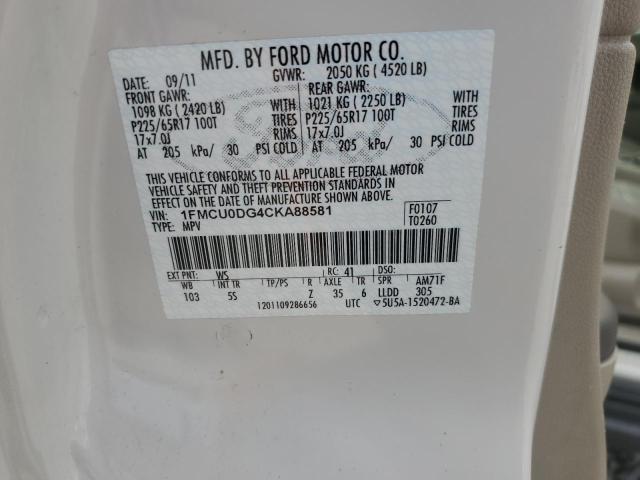 MFD. BY FORD MOTOR CO.
DATE: 09/11 GVWR: 2050 KG ( 4520 LB)
FRONT GAWR: REAR GAWR:
1098 KG ( 2420 LB) 1021 KG ( 2250 LB)
P225/65R17 100T TIRES P225/65R17 100T TIRES
17x7.0J RIMS 17x7.0J RIMS
AT 205 kPa/ 30 PSI COLD AT 205 kPa/ 30 PSI COLD
THIS VEHICLE CONFORMS TO ALL APPLICABLE FEDERAL MOTOR
VEHICLE SAFETY AND THEFT PREVENTION STANDARDS IN
EFFECT ON THE DATE OF MANUFACTURE SHOWN ABOVE.
VIN: 1FMCU0DG4CKA88581 F0107
TYPE: MPV T0260
EXT PNT: WS RC: 41 DSO:
WB INT TR TP/PS R AXLE TR SPR AM71F
103 5S Z 35 6 LLDD 305
1201109286656 UTC 5U5A-1520472-BA